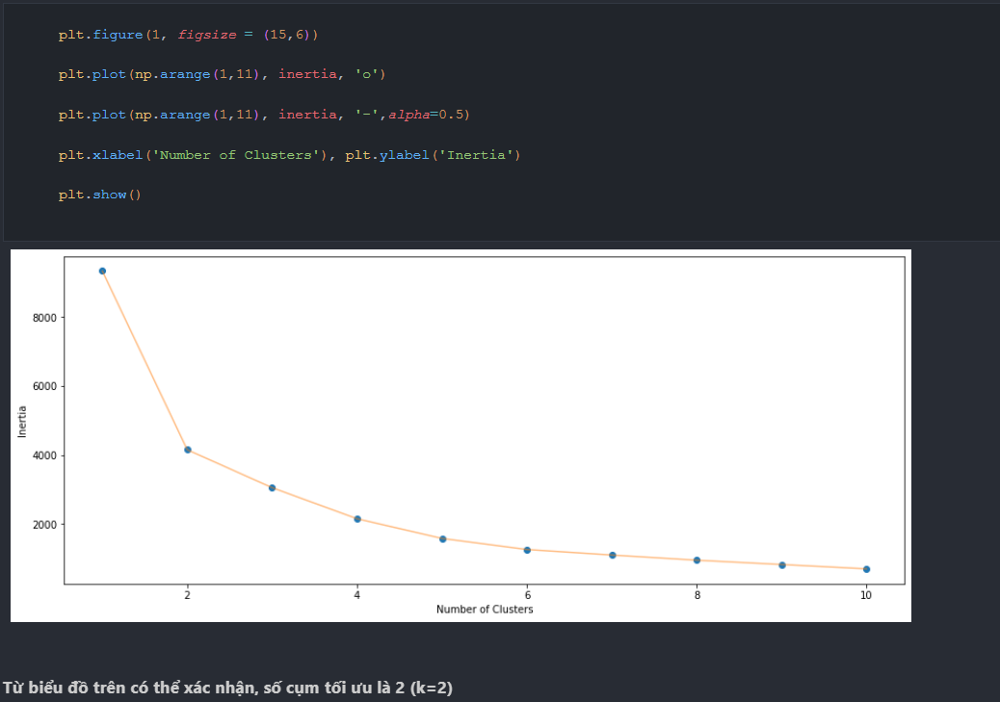 plt.figure(1, figsize = (15,6))
plt.plot(np.arange(1,11), inertia, 'o')
plt.plot(np.arange(1,11), inertia, '-',alpha=0.5)
plt.xlabel('Number of Clusters'), plt.ylabel('Inertia')
plt.show()
8000
6000
4000
2000
Inertia
2 4 6 8 10
Number of Clusters
Từ biểu đồ trên có thể xác nhận, số cụm tối ưu là 2 (k=2)